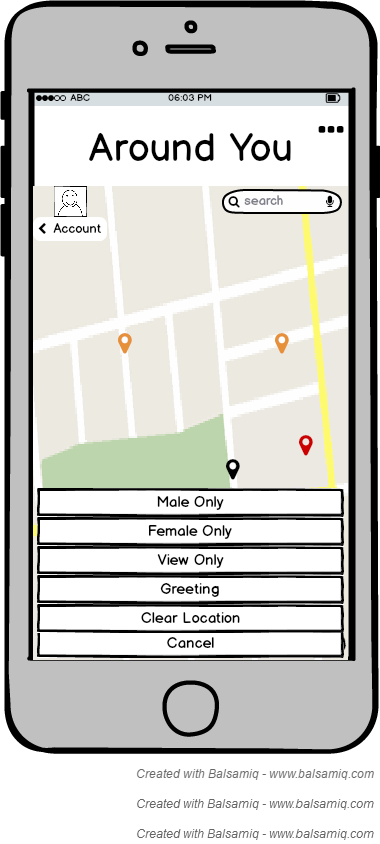 ABC 06:03 PM
Around You
search
Account
Male Only
Female Only
View Only
Greeting
Clear Location
Cancel
Created with Balsamiq - www.balsamiq.com
Created with Balsamiq - www.balsamiq.com
Created with Balsamiq - www.balsamiq.com